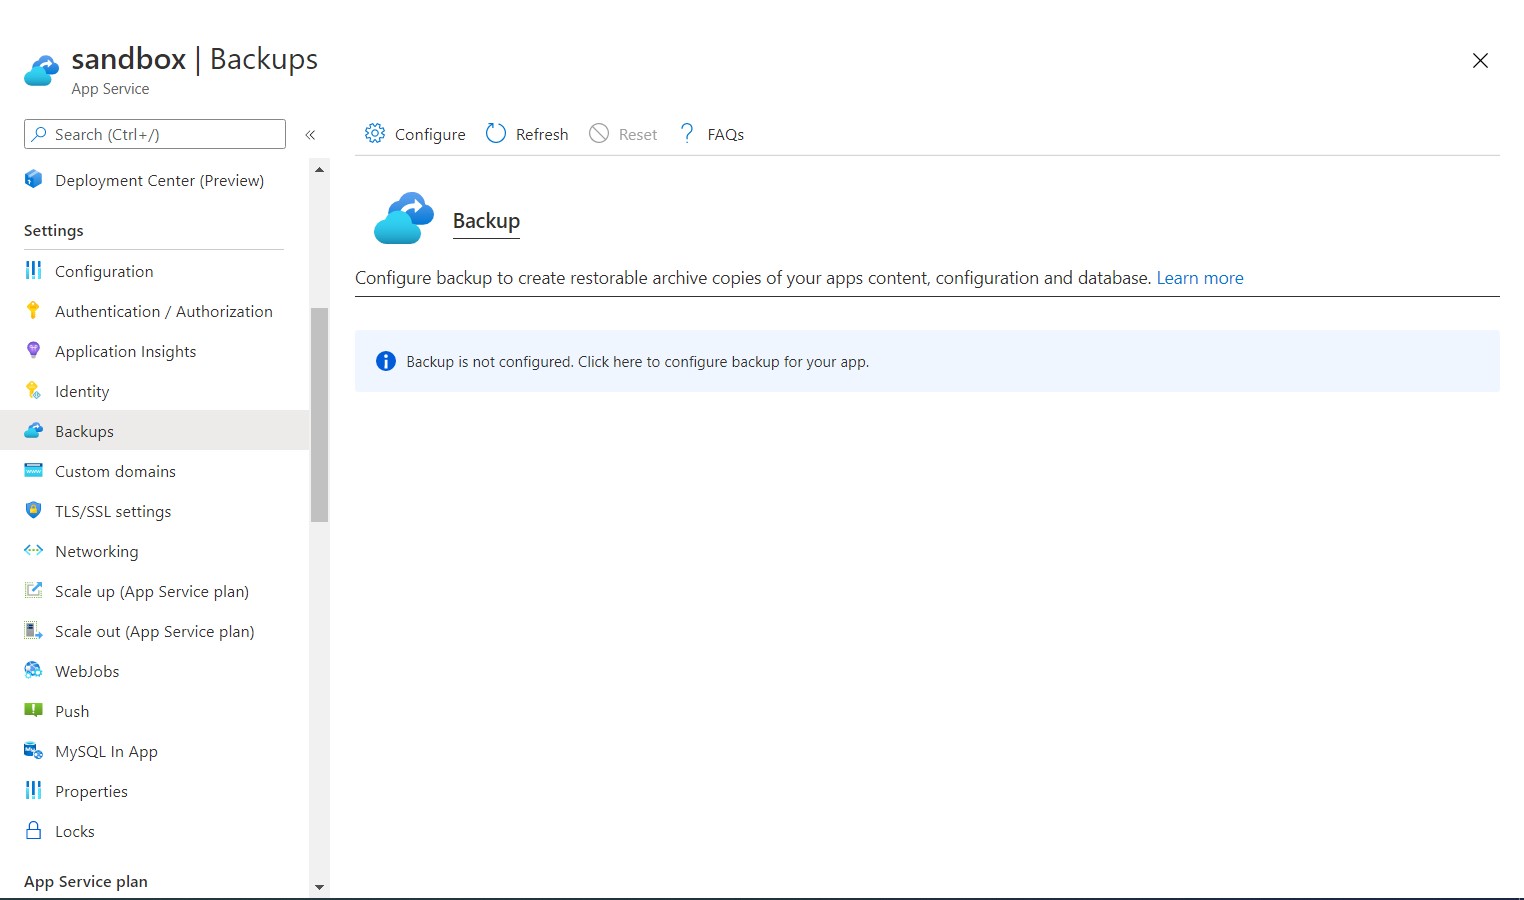 sandbox | Backups
App Service
Search (Ctrl+/)
«
Configure
Refresh
Reset
FAQs
Deployment Center (Preview)
Settings
Configuration
Authentication / Authorization
Application Insights
Identity
Backups
Custom domains
TLS/SSL settings
Networking
Scale up (App Service plan)
Scale out (App Service plan)
WebJobs
Push
MySQL In App
Properties
Locks
App Service plan
Backup
Configure backup to create restorable archive copies of your apps content, configuration and database. Learn more
Backup is not configured. Click here to configure backup for your app.